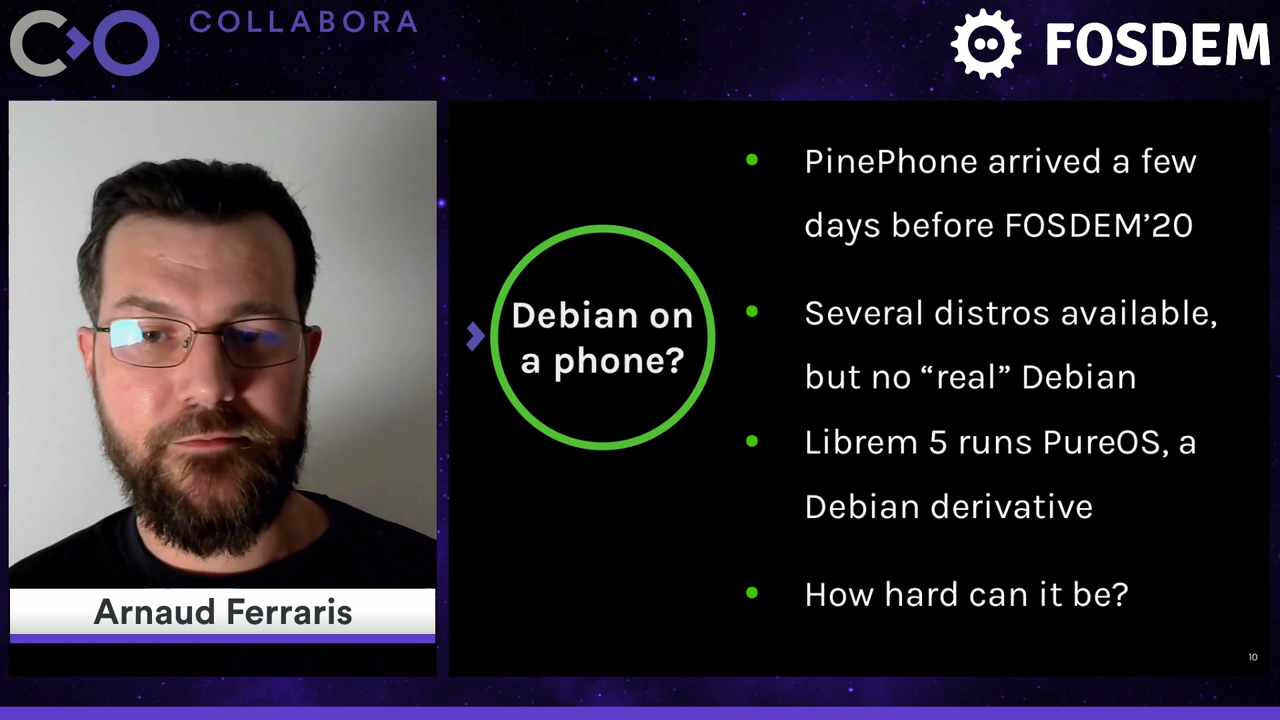 COLLABORA
FOSDEM
Debian on
a phone?
PinePhone arrived a few
days before FOSDEM’20
Several distros available,
but no “real” Debian
Librem 5 runs PureOS, a
Debian derivative
How hard can it be?
Arnaud Ferraris
10